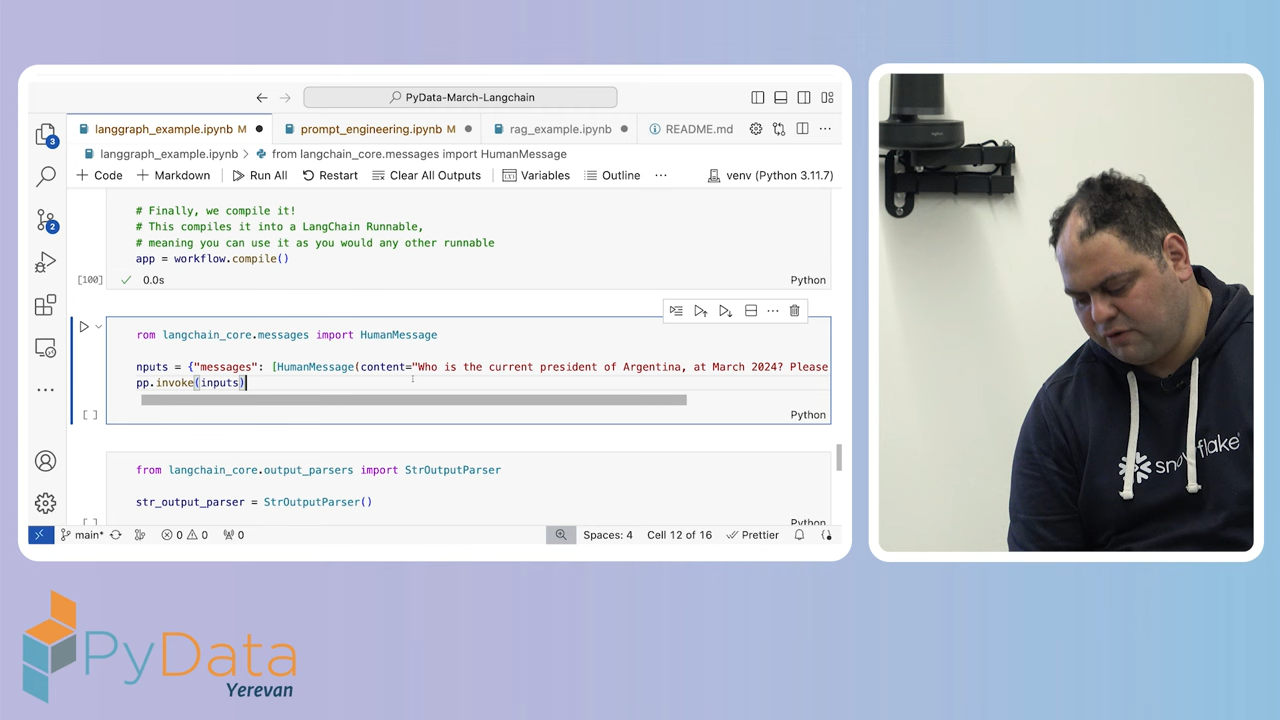 PyData-March-Langchain
langgraph_example.ipynb M
prompt_engineering.ipynb M
rag_example.ipynb
README.md
langgraph_example.ipynb > from langchain_core.messages import HumanMessage
Code
Markdown
Run All
Restart
Clear All Outputs
Variables
Outline
venv (Python 3.11.7)
# Finally, we compile it!
# This compiles it into a LangChain Runnable,
# meaning you can use it as you would any other runnable
app = workflow.compile()
[100]
0.0s
Python
rom langchain_core.messages import HumanMessage
nputs = {"messages": [HumanMessage(content="Who is the current president of Argentina, at March 2024? Please
pp.invoke(inputs)
[ ]
Python
from langchain_core.output_parsers import StrOutputParser
str_output_parser = StrOutputParser()
[ ]
Python
3
2
main*
0
0
0
Spaces: 4
Cell 12 of 16
Prettier
snowflake
logitech
PyData
Yerevan